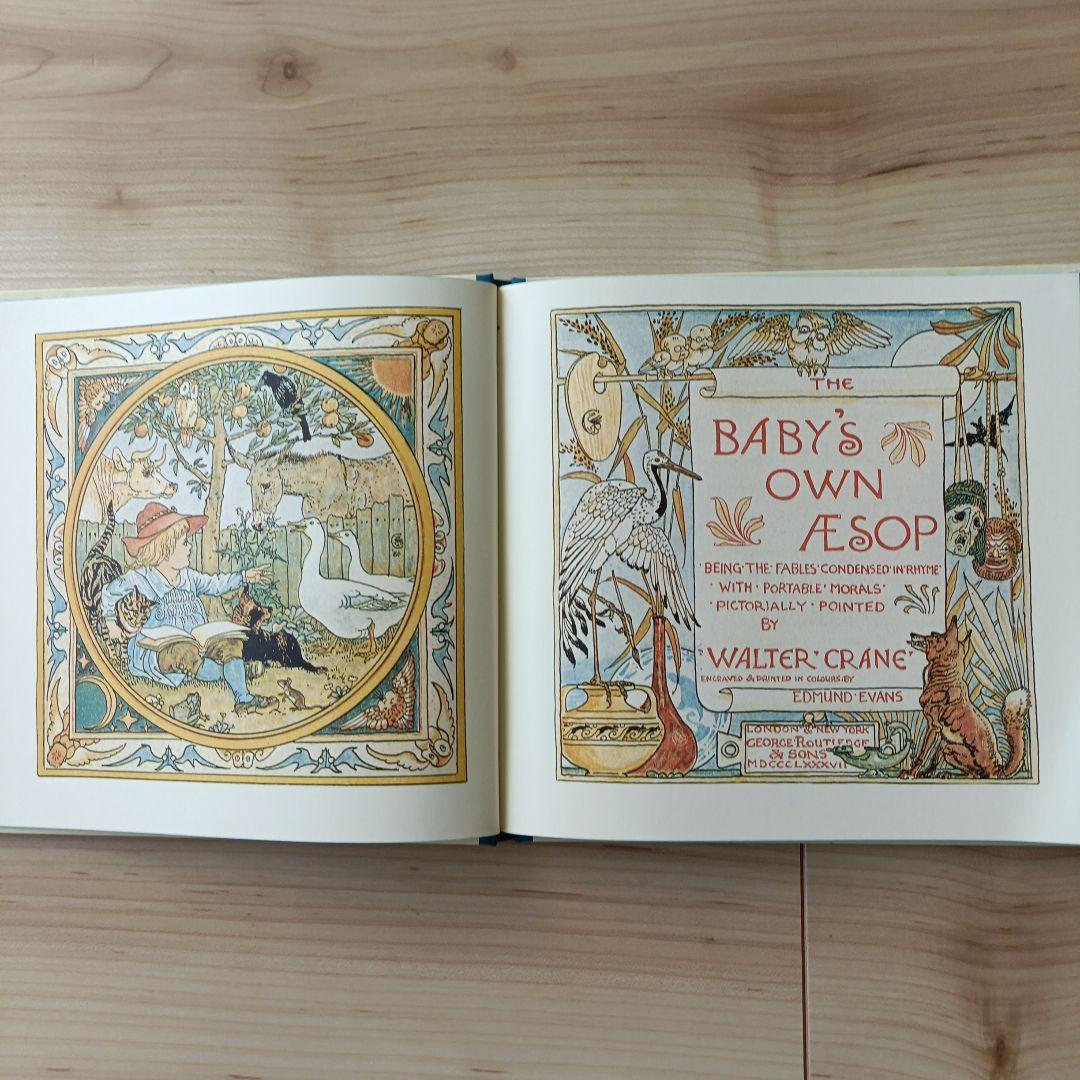 THE
BABY'S
OWN
ÆSOP
·BEING·THE·FABLES·CONDENSED·IN·RHYME·
·WITH·PORTABLE·MORALS·
·PICTORIALLY·POINTED
BY
·WALTER·CRANE·
ENGRAVED & PRINTED IN COLOURS·BY
EDMUND·EVANS
LONDON & NEW YORK
GEORGE·ROUTLEDGE
& SONS
MDCCCLXXXVII